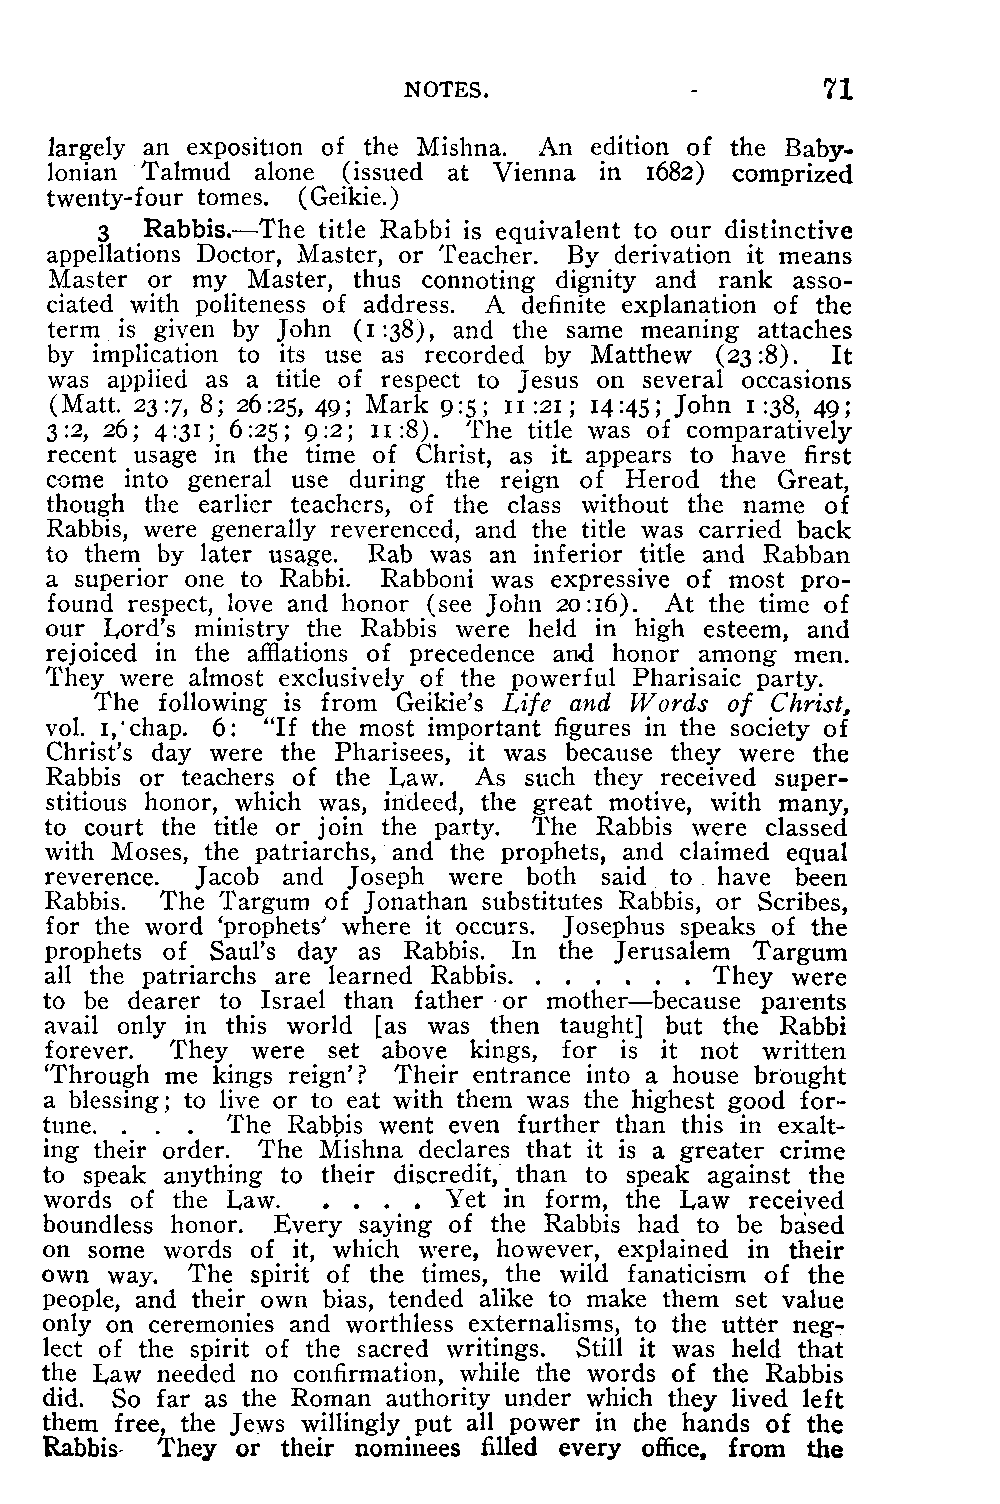 NOTES. - 71
largely an exposition of the Mishna. An edition of the Baby-
lonian Talmud alone (issued at Vienna in 1682) comprized
twenty-four tomes. (Geikie.)
3 Rabbis.—The title Rabbi is equivalent to our distinctive
appellations Doctor, Master, or Teacher. By derivation it means
Master or my Master, thus connoting dignity and rank asso-
ciated with politeness of address. A definite explanation of the
term is given by John (1:38), and the same meaning attaches
by implication to its use as recorded by Matthew (23:8). It
was applied as a title of respect to Jesus on several occasions
(Matt. 23:7, 8; 26:25, 49; Mark 9:5; 11:21; 14:45; John 1:38, 49;
3:2, 26; 4:31; 6:25; 9:2; 11:8). The title was of comparatively
recent usage in the time of Christ, as it appears to have first
come into general use during the reign of Herod the Great,
though the earlier teachers, of the class without the name of
Rabbis, were generally reverenced, and the title was carried back
to them by later usage. Rab was an inferior title and Rabban
a superior one to Rabbi. Rabboni was expressive of most pro-
found respect, love and honor (see John 20:16). At the time of
our Lord's ministry the Rabbis were held in high esteem, and
rejoiced in the afflations of precedence and honor among men.
They were almost exclusively of the powerful Pharisaic party.
The following is from Geikie's Life and Words of Christ,
vol. 1, chap. 6: "If the most important figures in the society of
Christ's day were the Pharisees, it was because they were the
Rabbis or teachers of the Law. As such they received super-
stitious honor, which was, indeed, the great motive, with many,
to court the title or join the party. The Rabbis were classed
with Moses, the patriarchs, and the prophets, and claimed equal
reverence. Jacob and Joseph were both said to have been
Rabbis. The Targum of Jonathan substitutes Rabbis, or Scribes,
for the word 'prophets' where it occurs. Josephus speaks of the
prophets of Saul's day as Rabbis. In the Jerusalem Targum
all the patriarchs are learned Rabbis. . . . . . . They were
to be dearer to Israel than father or mother—because parents
avail only in this world [as was then taught] but the Rabbi
forever. They were set above kings, for is it not written
'Through me kings reign'? Their entrance into a house brought
a blessing; to live or to eat with them was the highest good for-
tune. . . . The Rabbis went even further than this in exalt-
ing their order. The Mishna declares that it is a greater crime
to speak anything to their discredit, than to speak against the
words of the Law. . . . . Yet in form, the Law received
boundless honor. Every saying of the Rabbis had to be based
on some words of it, which were, however, explained in their
own way. The spirit of the times, the wild fanaticism of the
people, and their own bias, tended alike to make them set value
only on ceremonies and worthless externalisms, to the utter neg-
lect of the spirit of the sacred writings. Still it was held that
the Law needed no confirmation, while the words of the Rabbis
did. So far as the Roman authority under which they lived left
them free, the Jews willingly put all power in the hands of the
Rabbis. They or their nominees filled every office, from the